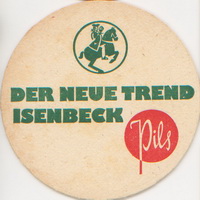 DER NEUE TREND
ISENBECK
Pils